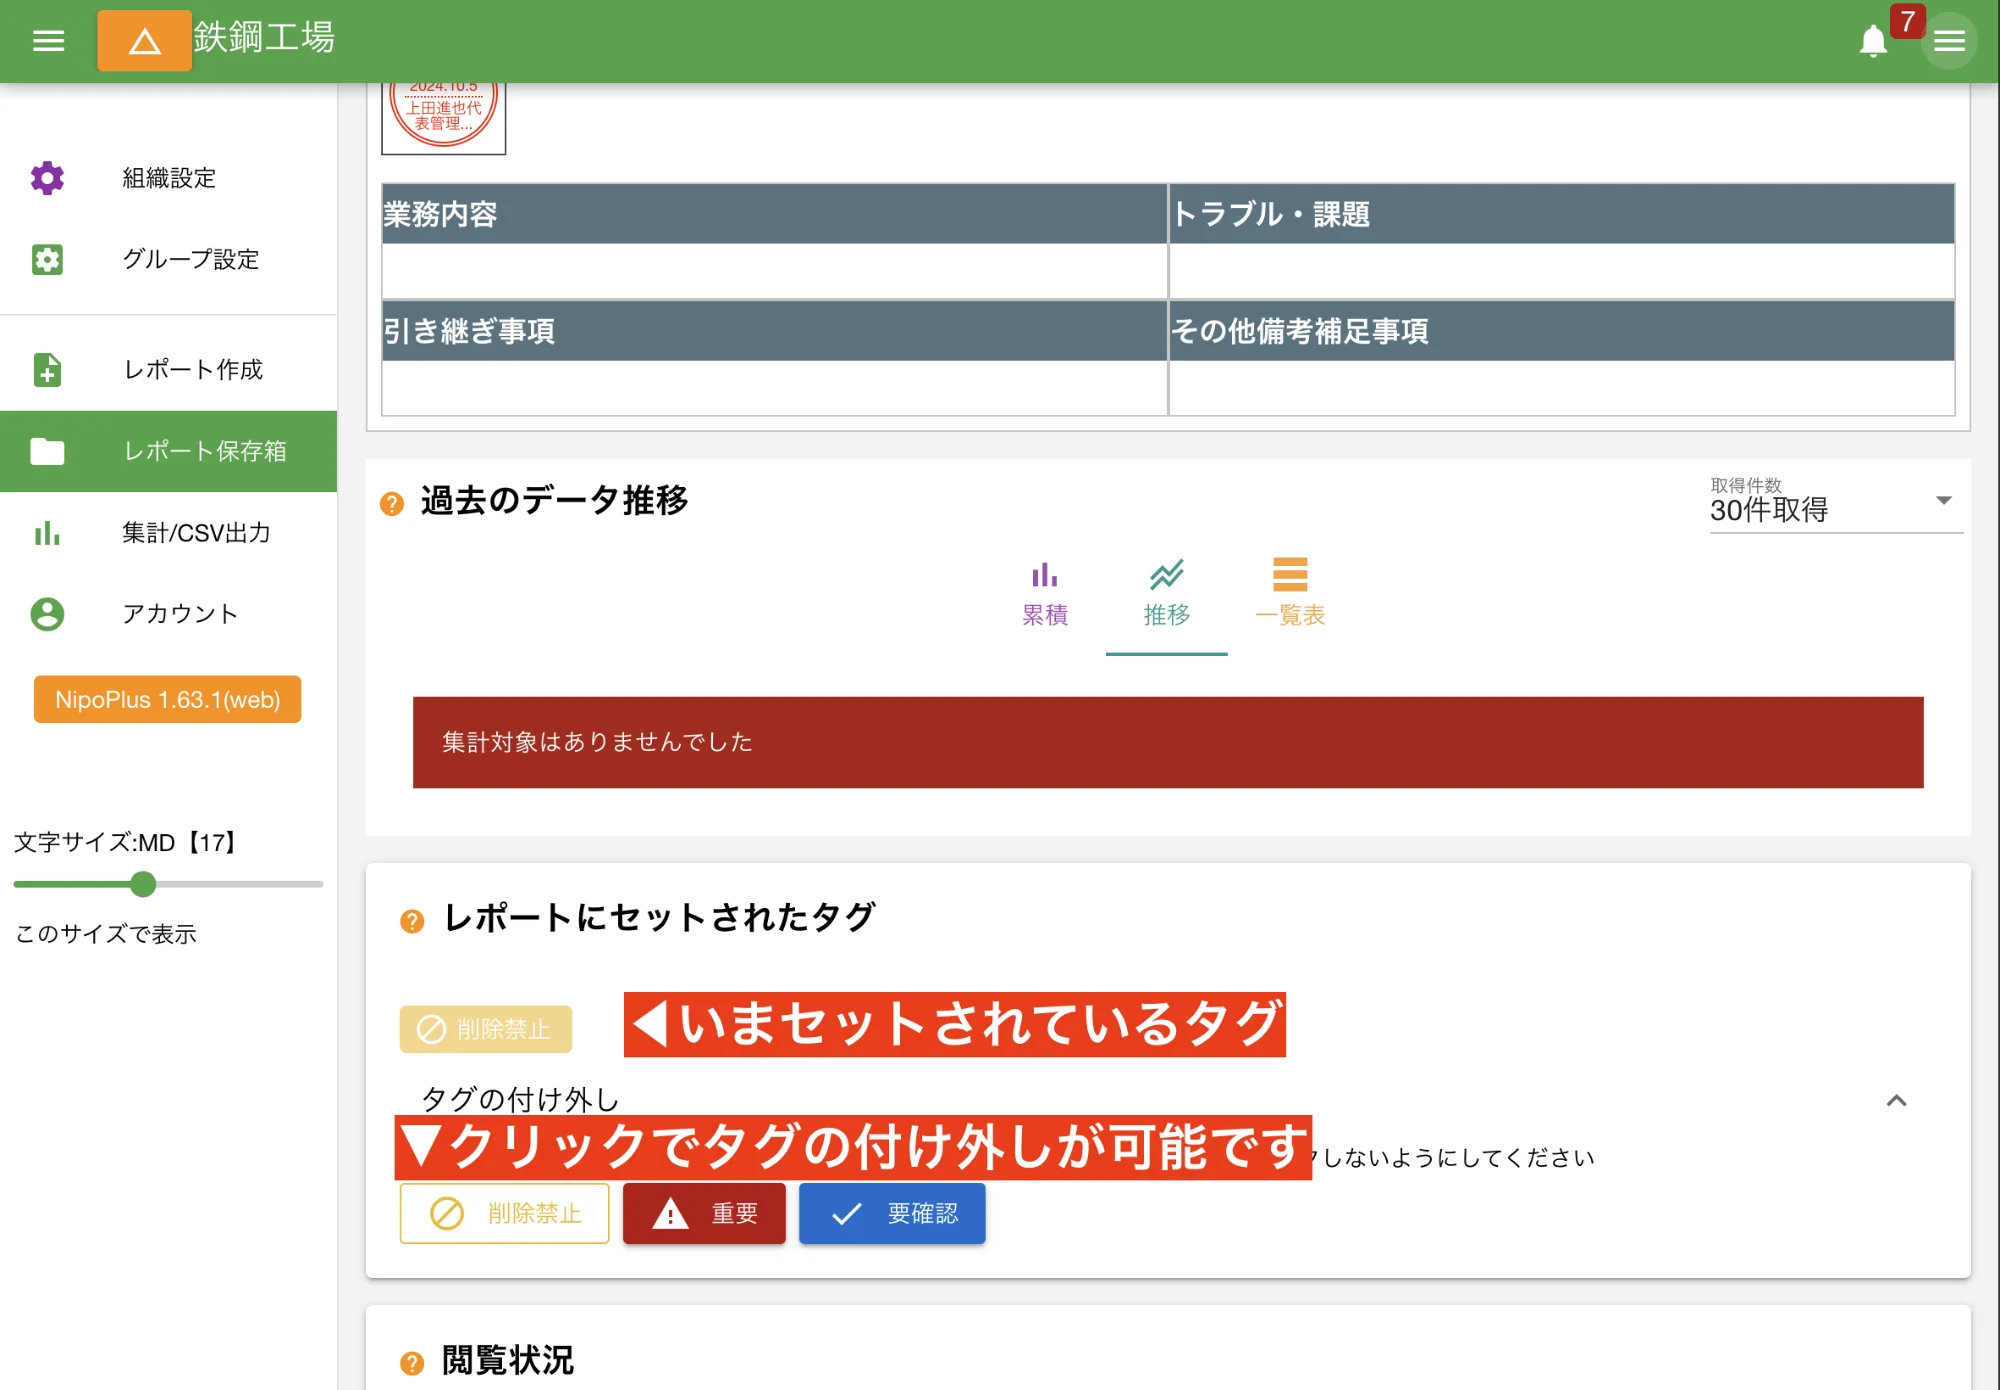 鉄鋼工場
7
2024.10.5
上田進也代
表管理...
組織設定
グループ設定
レポート作成
レポート保存箱
集計/CSV出力
アカウント
NipoPlus 1.63.1(web)
文字サイズ:MD【17】
このサイズで表示
業務内容
トラブル・課題
引き継ぎ事項
その他備考補足事項
過去のデータ推移
取得件数
30件取得
累積
推移
一覧表
集計対象はありませんでした
レポートにセットされたタグ
削除禁止
◀いまセットされているタグ
タグの付け外し
▼クリックでタグの付け外しが可能です
しないようにしてください
削除禁止
重要
要確認
閲覧状況